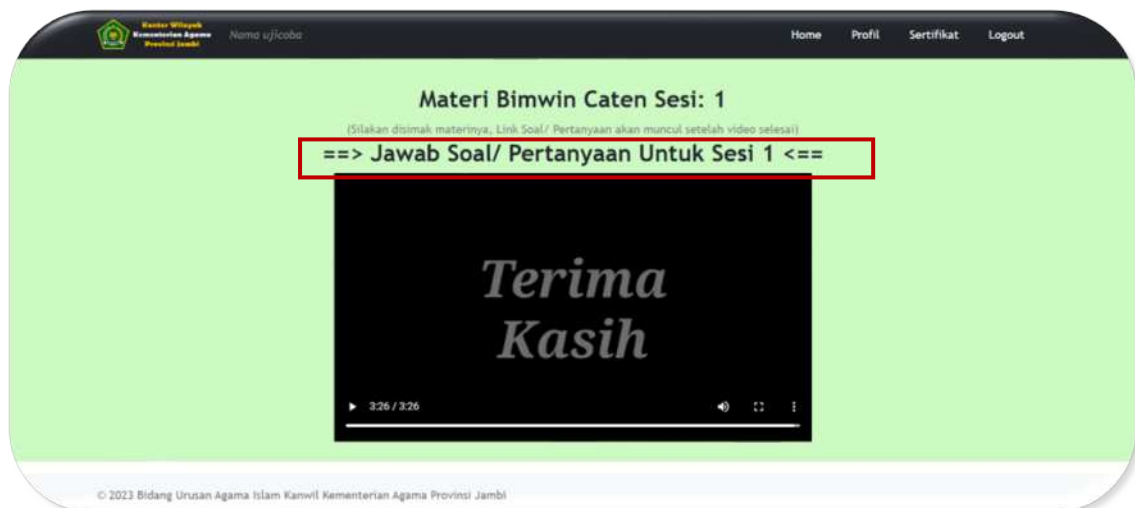 Kantor Wilayah
Kementerian Agama
Provinsi Jambi
Nama ujicoba
Home Profil Sertifikat Logout
Materi Bimwin Caten Sesi: 1
(Silakan disimak materinya, Link Soal/ Pertanyaan akan muncul setelah video selesai)
==> Jawab Soal/ Pertanyaan Untuk Sesi 1 <==
Terima
Kasih
3:26 / 3:26
© 2023 Bidang Urusan Agama Islam Kanwil Kementerian Agama Provinsi Jambi